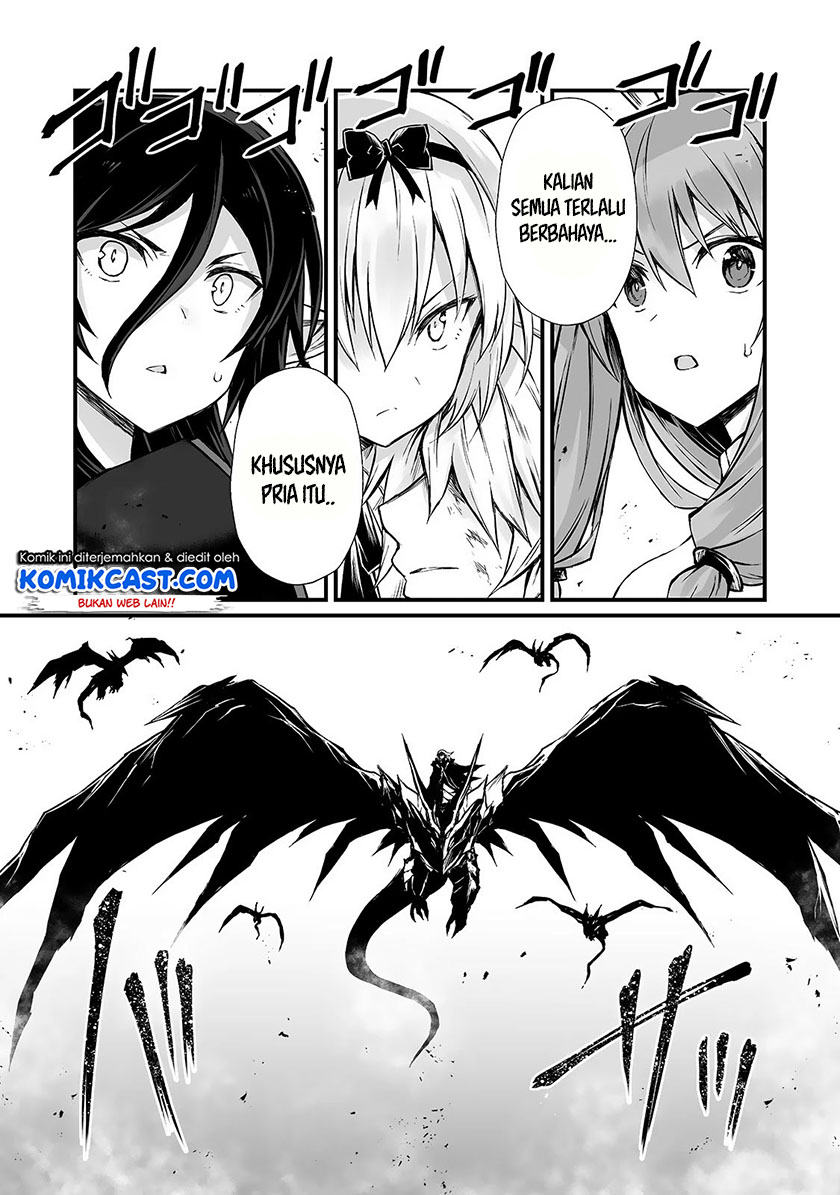 ゴゴゴゴゴゴゴ
KALIAN
SEMUA TERLALU
BERBAHAYA...
KHUSUSNYA
PRIA ITU..
Komik ini diterjemahkan & diedit oleh
KOMIKCAST.COM
BUKAN WEB LAIN!!
バサ